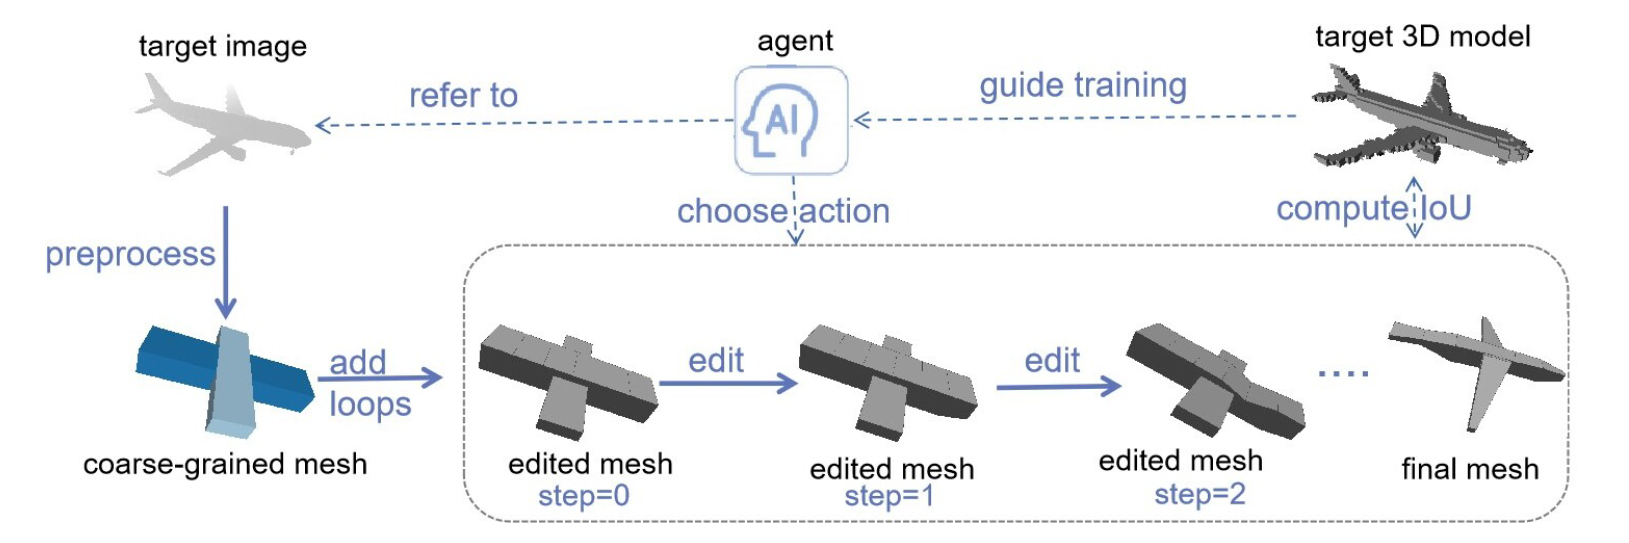 target image
agent
target 3D model
refer to
guide training
AI
choose action
compute IoU
preprocess
add
loops
edit
edit
....
coarse-grained mesh
edited mesh
step=0
edited mesh
step=1
edited mesh
step=2
final mesh